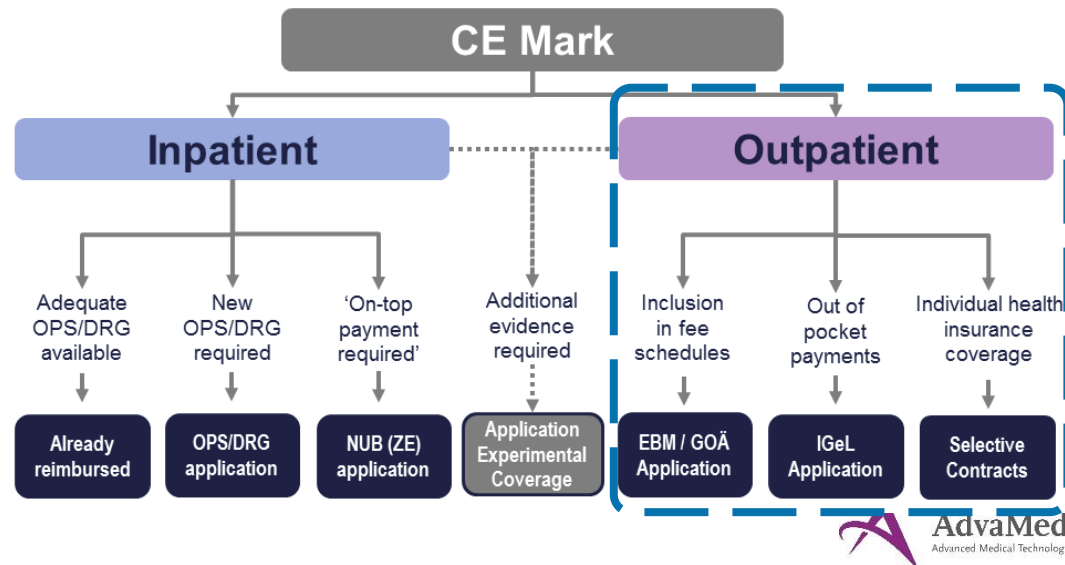 CE Mark
Inpatient
Outpatient
Adequate
OPS/DRG
available
New
OPS/DRG
required
‘On-top
payment
required’
Additional
evidence
required
Inclusion
in fee
schedules
Out of
pocket
payments
Individual health
insurance
coverage
Already
reimbursed
OPS/DRG
application
NUB (ZE)
application
Application
Experimental
Coverage
EBM / GOÄ
Application
IGeL
Application
Selective
Contracts
AdvaMed
Advanced Medical Technolog